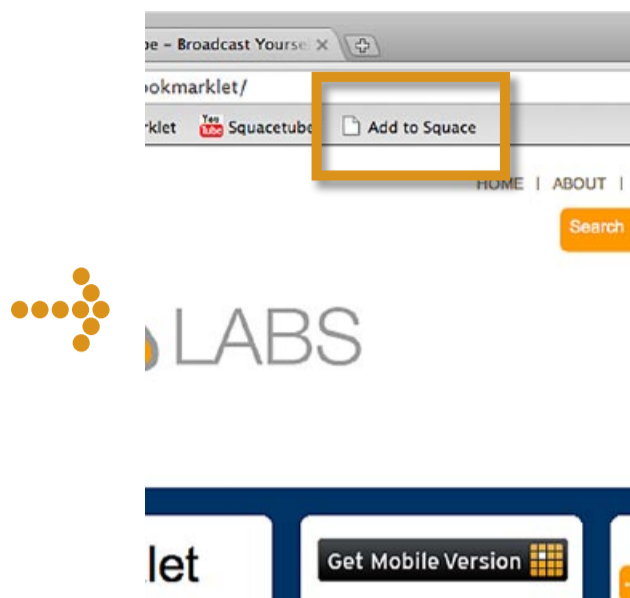 be – Broadcast Yourse
ookmarklet/
rklet You Tube Squacetube Add to Squace
HOME | ABOUT |
Search
LABS
let
Get Mobile Version